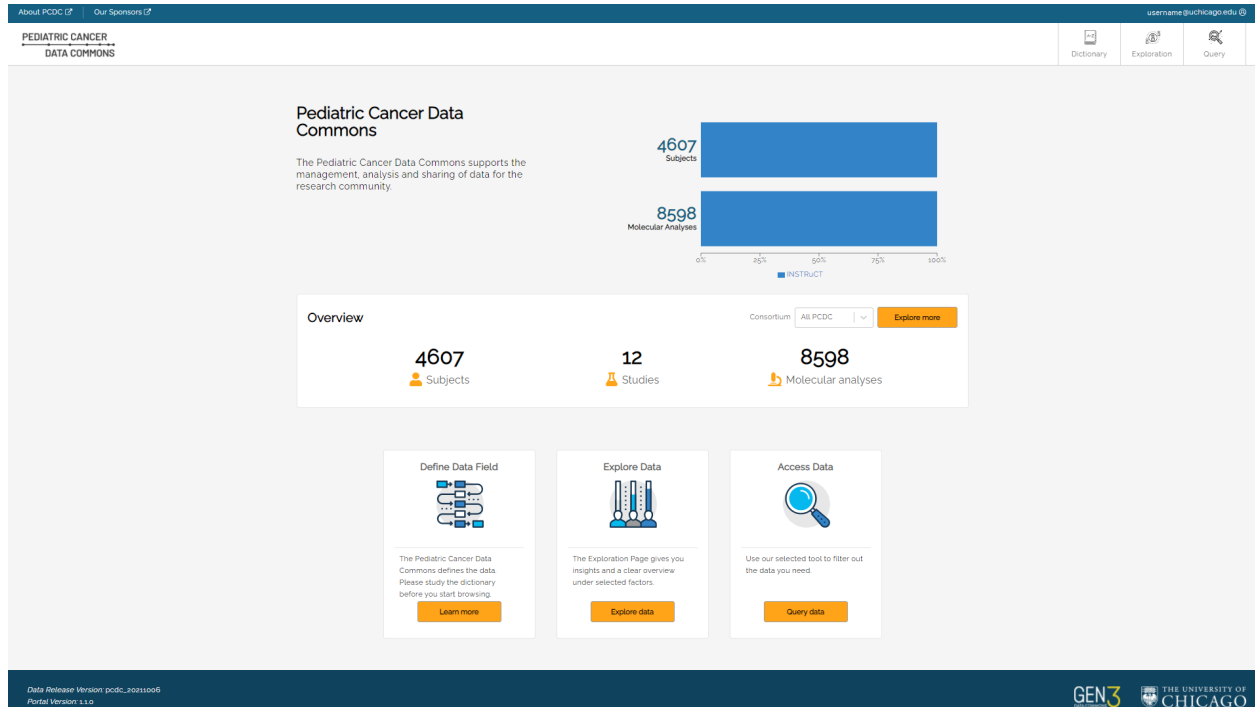 About PCDC
Our Sponsors
username@uchicago.edu
PEDIATRIC CANCER
DATA COMMONS
Dictionary
Exploration
Query
Pediatric Cancer Data
Commons
The Pediatric Cancer Data Commons supports the
management, analysis and sharing of data for the
research community.
4607
Subjects
8598
Molecular Analyses
0% 25% 50% 75% 100%
INSTRuCT
Overview
Consortium
All PCDC
Explore more
4607
Subjects
12
Studies
8598
Molecular analyses
Define Data Field
The Pediatric Cancer Data
Commons defines the data.
Please study the dictionary
before you start browsing.
Learn more
Explore Data
The Exploration Page gives you
insights and a clear overview
under selected factors.
Explore data
Access Data
Use our selected tool to filter out
the data you need.
Query data
Data Release Version: pcdc_20211006
Portal Version: 1.1.0
GEN3
THE UNIVERSITY OF
CHICAGO